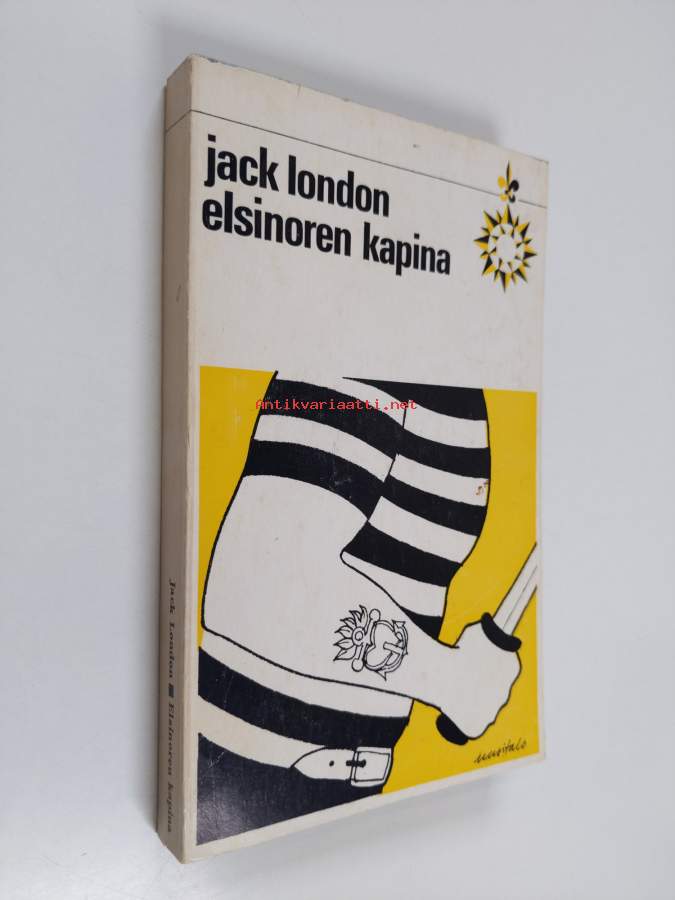 jack london
elsinoren kapina
Antikvariaatti.net
uusitalo
Jack London Elsinoren kapina